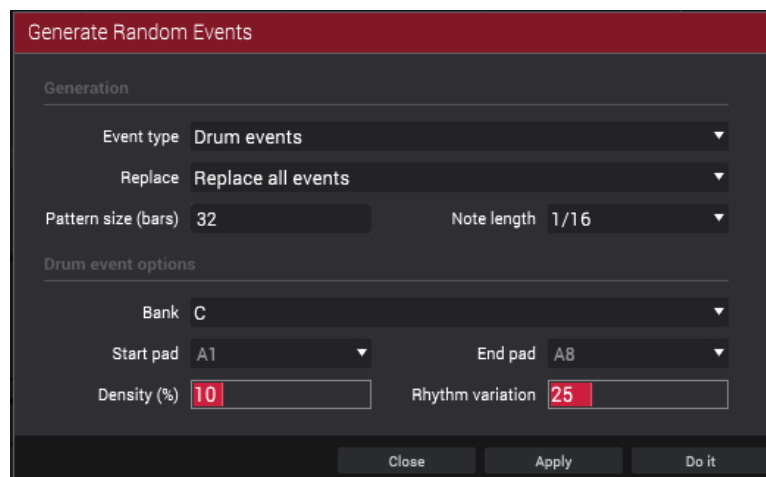 Generate Random Events
Generation
Event type Drum events
Replace Replace all events
Pattern size (bars) 32 Note length 1/16
Drum event options
Bank C
Start pad A1 End pad A8
Density (%) 10 Rhythm variation 25
Close Apply Do it